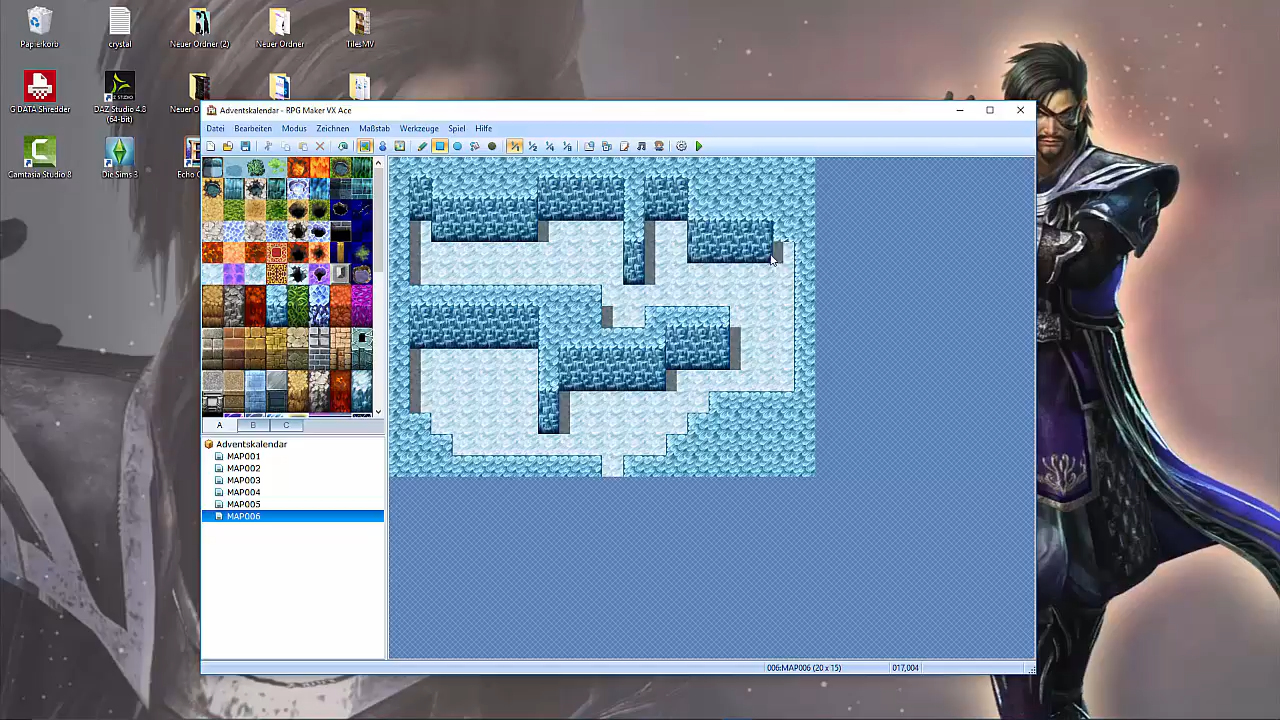 Papierkorb
crystal
Neuer Ordner (2)
Neuer Ordner
TilesMV
G DATA Shredder
DAZ Studio 4.8
(64-bit)
Camtasia Studio 8
Die Sims 3
Adventskalendar - RPG Maker VX Ace
Datei Bearbeiten Modus Zeichnen Maßstab Werkzeuge Spiel Hilfe
A B C
Adventskalendar
MAP001
MAP002
MAP003
MAP004
MAP005
MAP006
006:MAP006 (20 x 15) 017,004